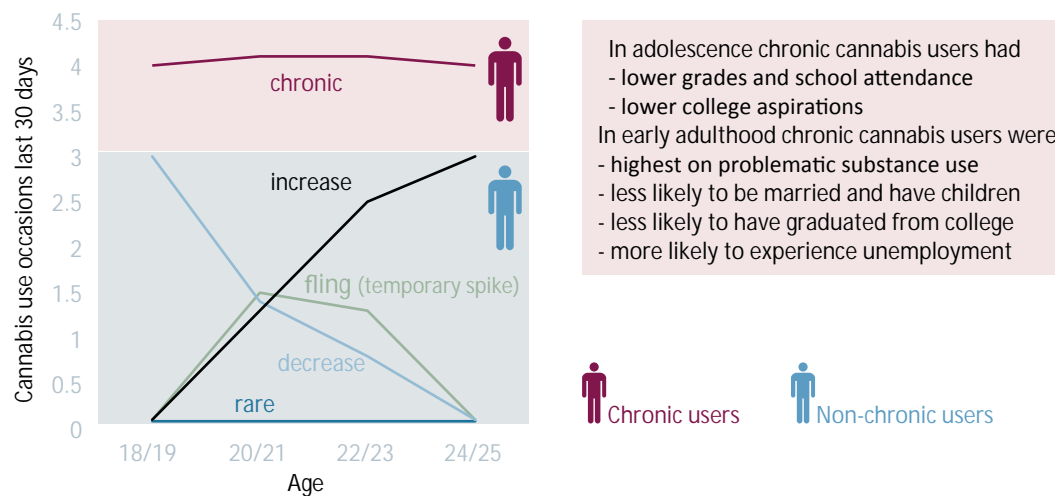 Cannabis use occasions last 30 days
4.5
4
3.5
3
2.5
2
1.5
1
0.5
0
chronic
increase
fling (temporary spike)
decrease
rare
18/19
20/21
22/23
24/25
Age
In adolescence chronic cannabis users had
- lower grades and school attendance
- lower college aspirations
In early adulthood chronic cannabis users were
- highest on problematic substance use
- less likely to be married and have children
- less likely to have graduated from college
- more likely to experience unemployment
Chronic users
Non-chronic users